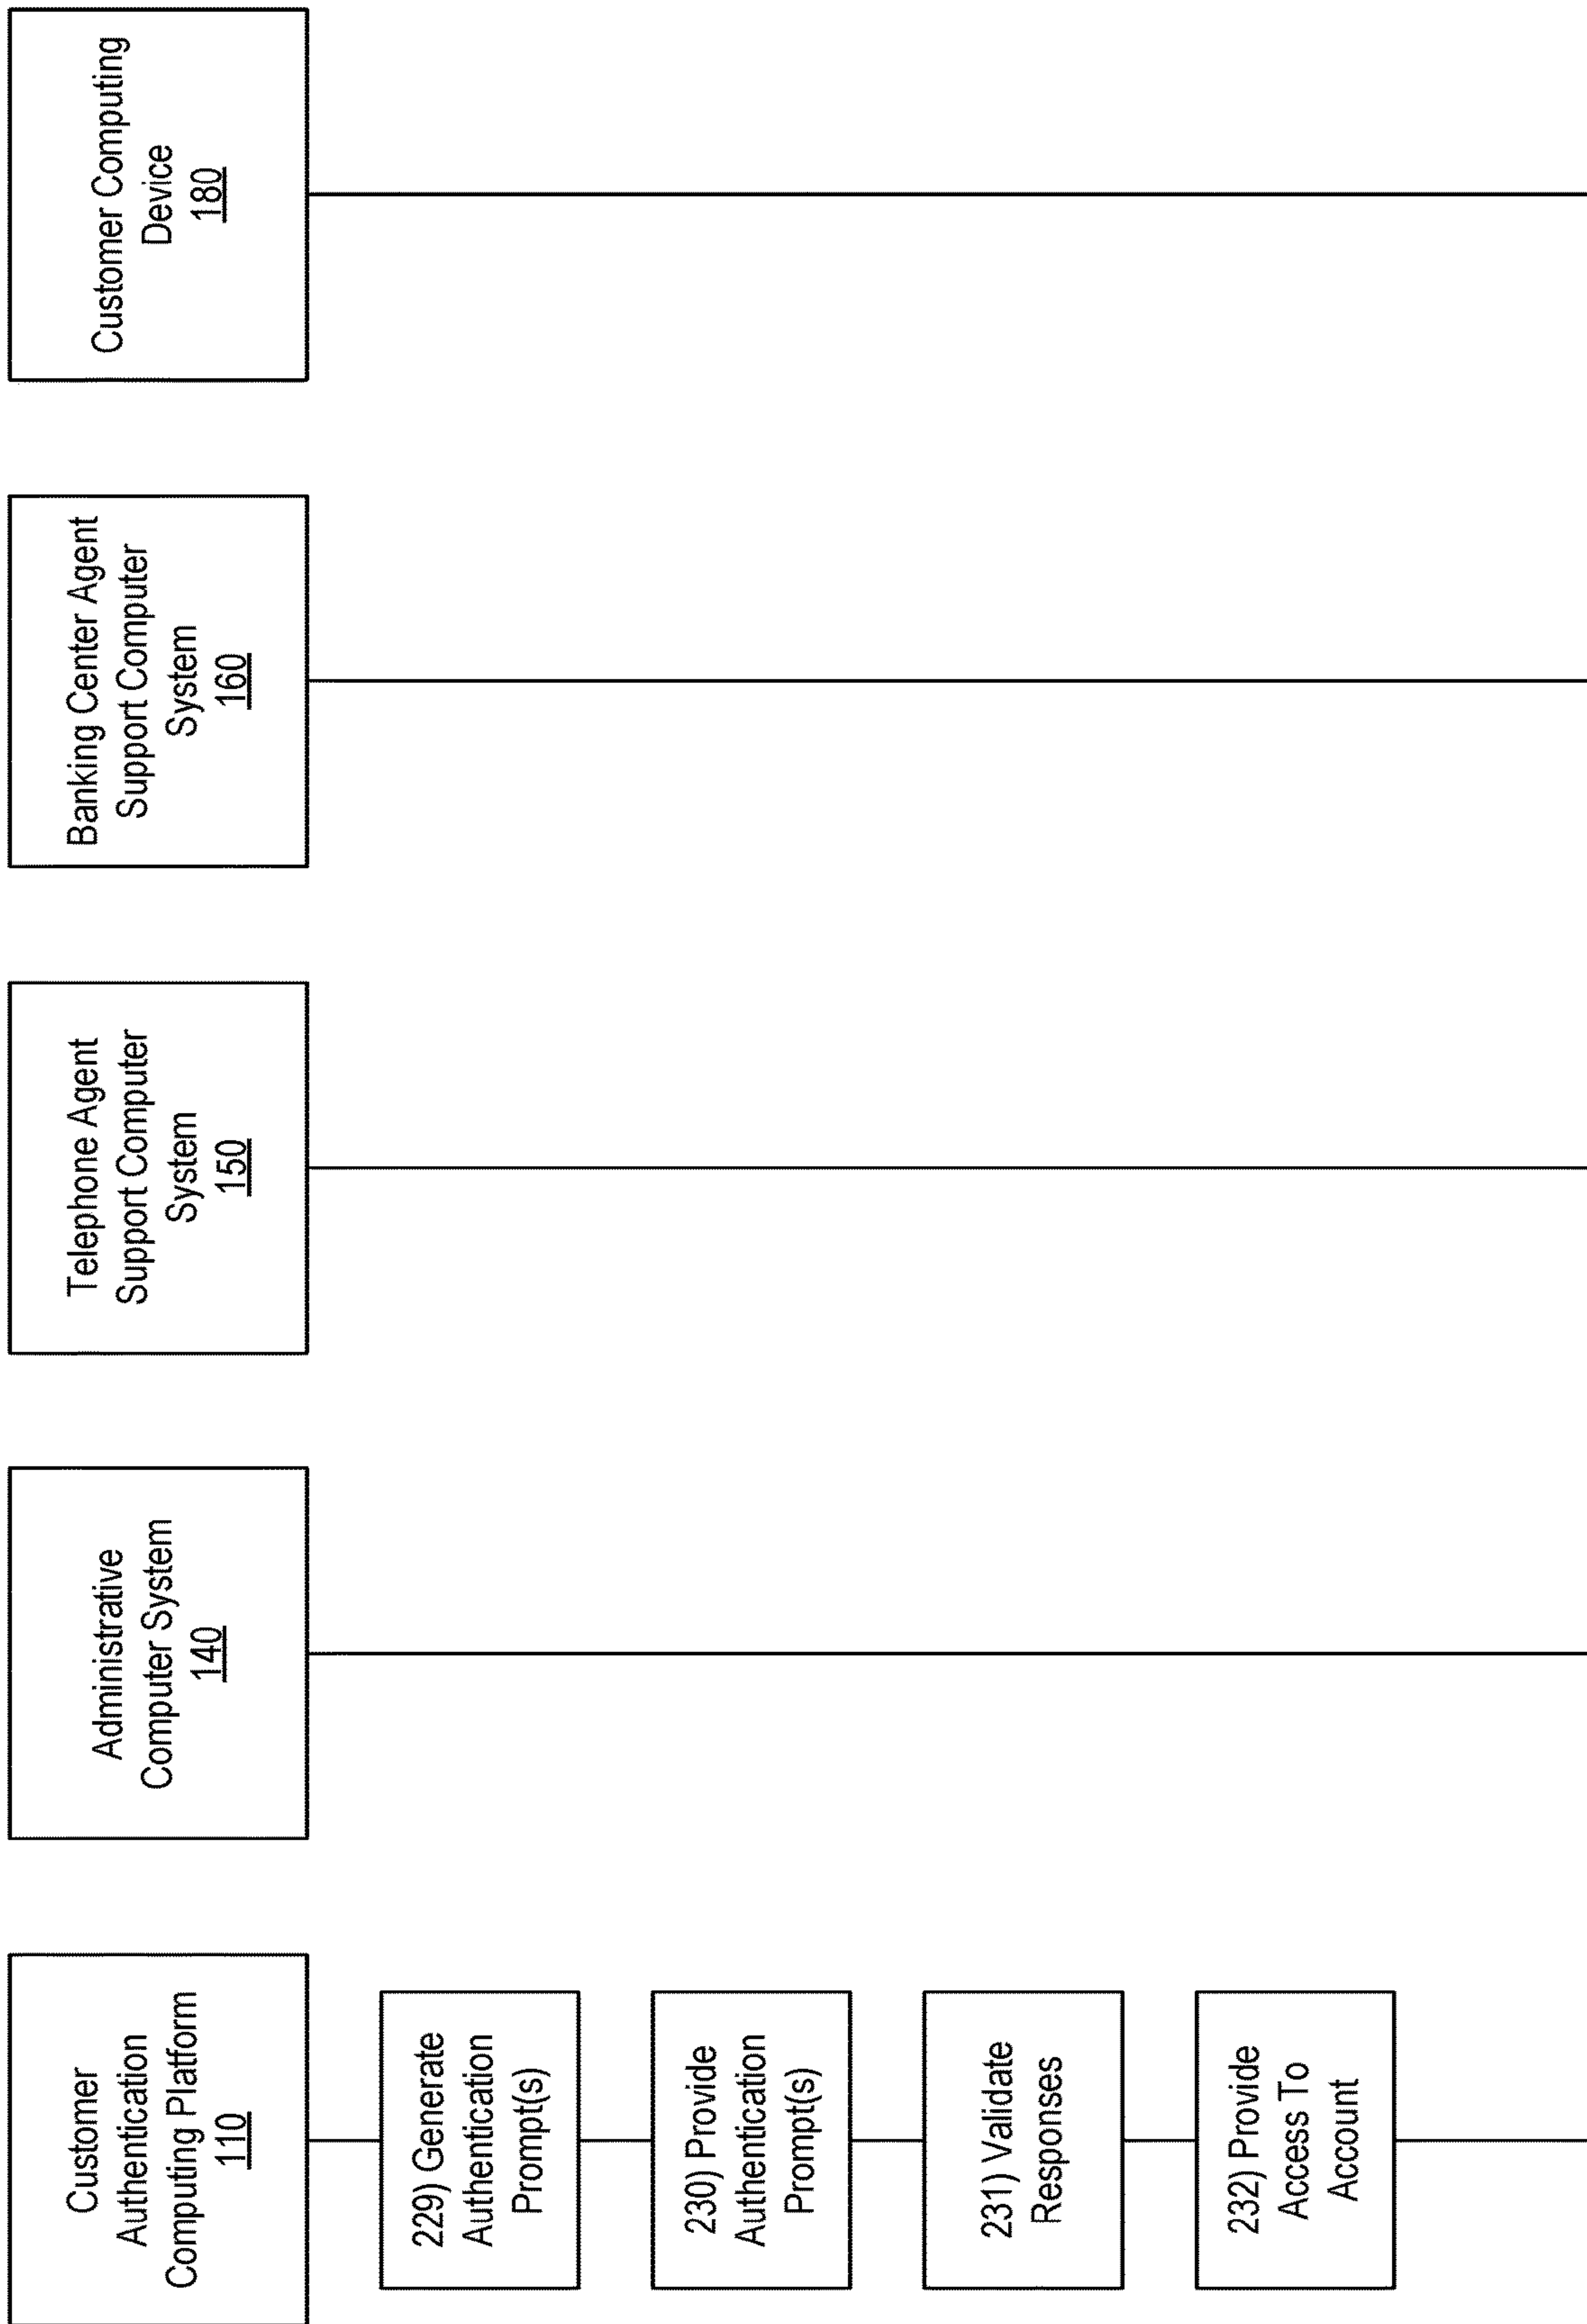 Customer
Authentication
Computing Platform
110
Administrative
Computer System
140
Telephone Agent
Support Computer
System
150
Banking Center Agent
Support Computer
System
160
Customer Computing
Device
180
229) Generate
Authentication
Prompt(s)
230) Provide
Authentication
Prompt(s)
231) Validate
Responses
232) Provide
Access To
Account